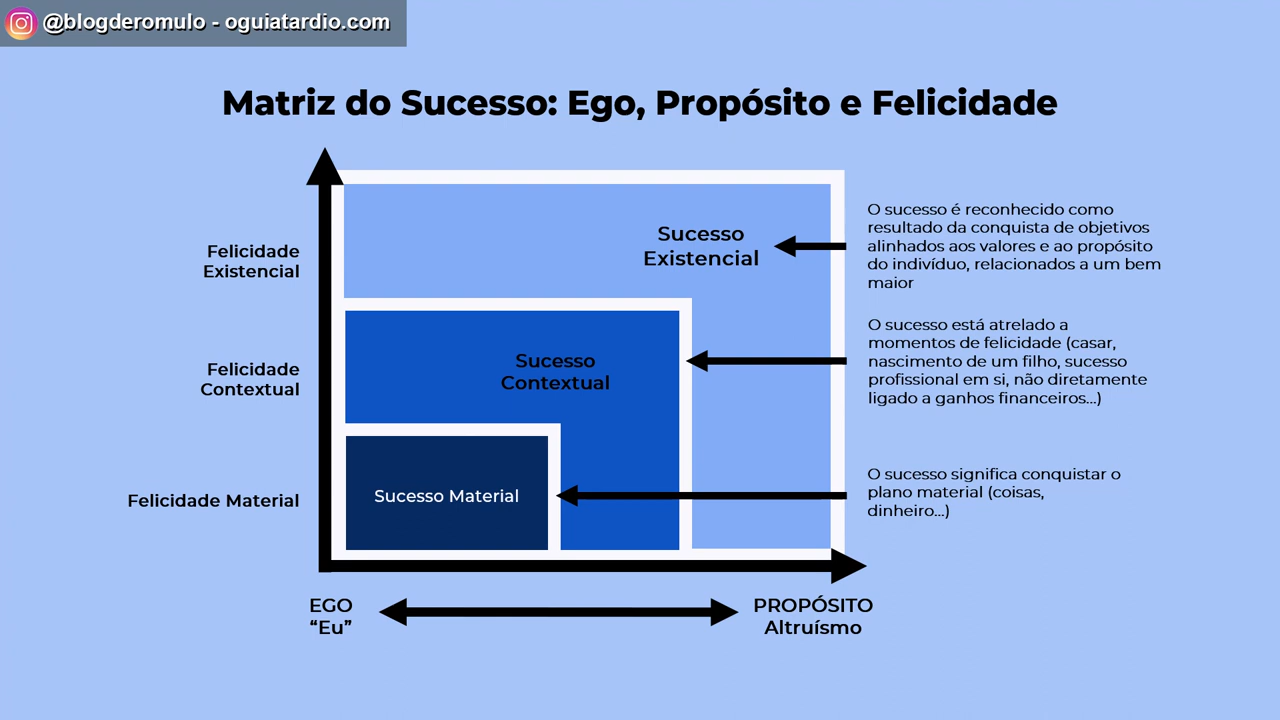 @blogderomulo - oguiatardio.com
Matriz do Sucesso: Ego, Propósito e Felicidade
Felicidade
Existencial
Sucesso
Existencial
O sucesso é reconhecido como
resultado da conquista de objetivos
alinhados aos valores e ao propósito
do indivíduo, relacionados a um bem
maior
Felicidade
Contextual
Sucesso
Contextual
O sucesso está atrelado a
momentos de felicidade (casar,
nascimento de um filho, sucesso
profissional em si, não diretamente
ligado a ganhos financeiros...)
Felicidade Material
Sucesso Material
O sucesso significa conquistar o
plano material (coisas,
dinheiro...)
EGO
“Eu”
PROPÓSITO
Altruísmo